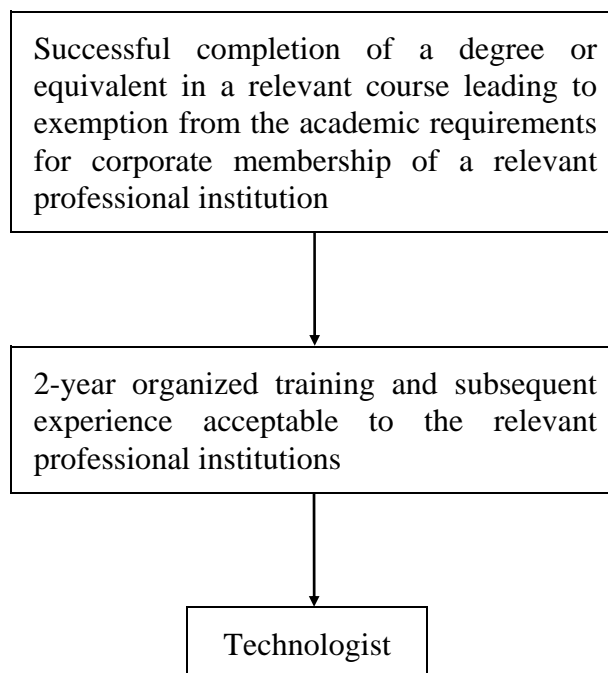 Successful completion of a degree or
equivalent in a relevant course leading to
exemption from the academic requirements
for corporate membership of a relevant
professional institution
2-year organized training and subsequent
experience acceptable to the relevant
professional institutions
Technologist